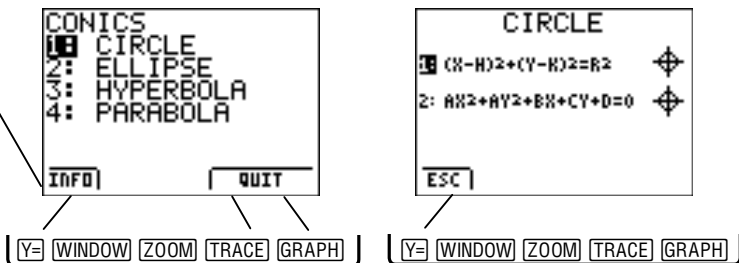 CONICS
1: CIRCLE
2: ELLIPSE
3: HYPERBOLA
4: PARABOLA
INFO QUIT
Y= WINDOW ZOOM TRACE GRAPH
CIRCLE
1: (X-H)²+(Y-K)²=R²
2: AX²+AY²+BX+CY+D=0
ESC
Y= WINDOW ZOOM TRACE GRAPH